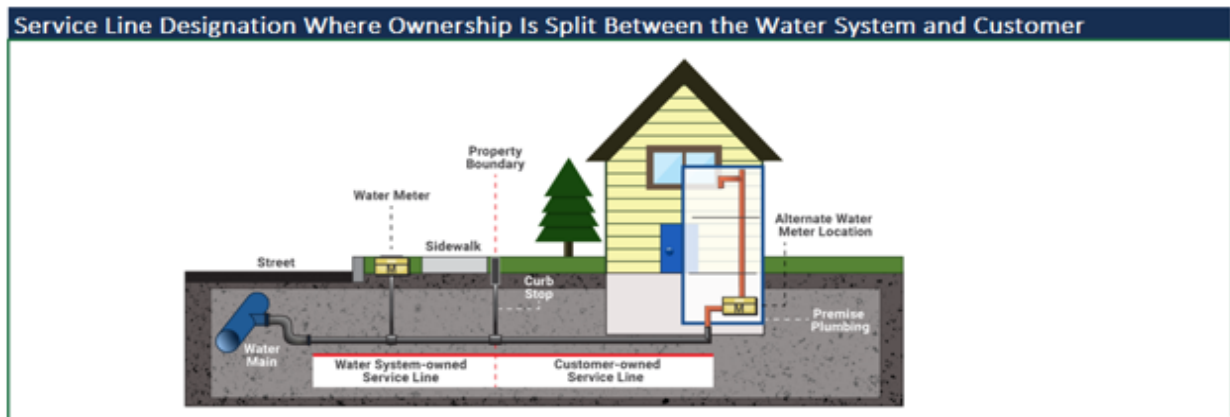 Service Line Designation Where Ownership Is Split Between the Water System and Customer
Property
Boundary
Water Meter
Alternate Water
Meter Location
Sidewalk
Street
M
Curb
Stop
M
Premise
Plumbing
Water
Main
Water System-owned
Service Line
Customer-owned
Service Line